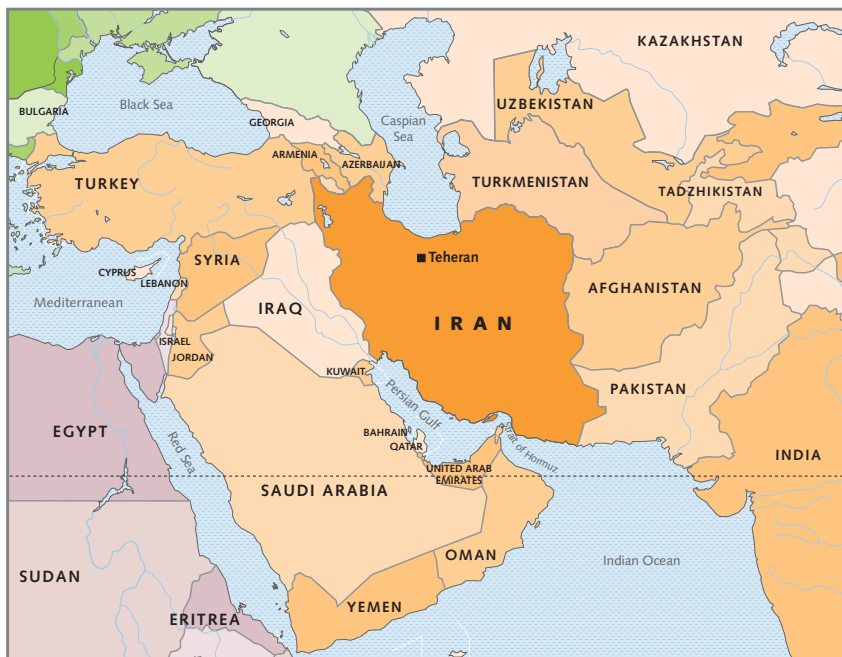 KAZAKHSTAN
Black Sea
Caspian
Sea
UZBEKISTAN
BULGARIA
GEORGIA
ARMENIA
AZERBAIJAN
TURKEY
TURKMENISTAN
TADZHIKISTAN
SYRIA
Teheran
CYPRUS
LEBANON
AFGHANISTAN
Mediterranean
IRAQ
IRAN
ISRAEL
JORDAN
KUWAIT
PAKISTAN
Persian Gulf
EGYPT
Red Sea
BAHRAIN
QATAR
Strait of Hormuz
INDIA
UNITED ARAB
EMIRATES
SAUDI ARABIA
OMAN
Indian Ocean
SUDAN
YEMEN
ERITREA